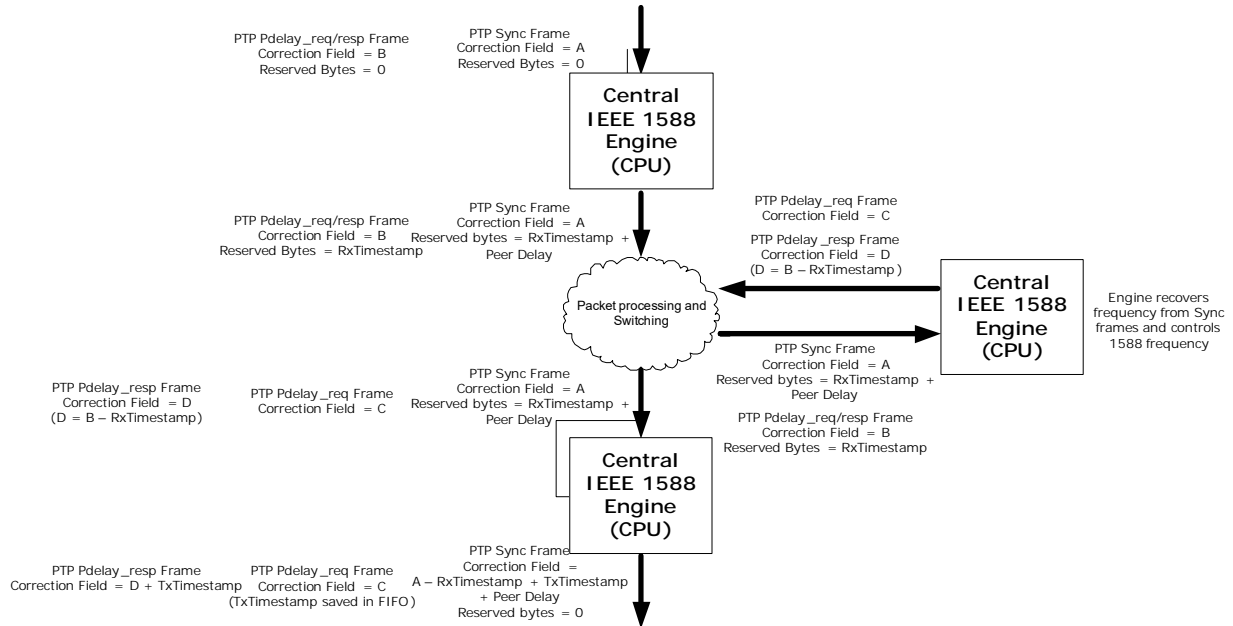 PTP Pdelay_req/resp Frame
Correction Field = B
Reserved Bytes = 0
PTP Sync Frame
Correction Field = A
Reserved Bytes = 0
Central
IEEE 1588
Engine
(CPU)
PTP Pdelay_req/resp Frame
Correction Field = B
Reserved Bytes = RxTimestamp
PTP Sync Frame
Correction Field = A
Reserved bytes = RxTimestamp +
Peer Delay
PTP Pdelay_req Frame
Correction Field = C
PTP Pdelay_resp Frame
Correction Field = D
(D = B – RxTimestamp)
Packet processing and
Switching
Central
IEEE 1588
Engine
(CPU)
Engine recovers
frequency from Sync
frames and controls
1588 frequency
PTP Sync Frame
Correction Field = A
Reserved bytes = RxTimestamp +
Peer Delay
PTP Pdelay_req/resp Frame
Correction Field = B
Reserved Bytes = RxTimestamp
PTP Pdelay_resp Frame
Correction Field = D
(D = B – RxTimestamp)
PTP Pdelay_req Frame
Correction Field = C
PTP Sync Frame
Correction Field = A
Reserved bytes = RxTimestamp +
Peer Delay
Central
IEEE 1588
Engine
(CPU)
PTP Pdelay_resp Frame
Correction Field = D + TxTimestamp
PTP Pdelay_req Frame
Correction Field = C
(TxTimestamp saved in FIFO)
PTP Sync Frame
Correction Field =
A – RxTimestamp + TxTimestamp
+ Peer Delay
Reserved bytes = 0